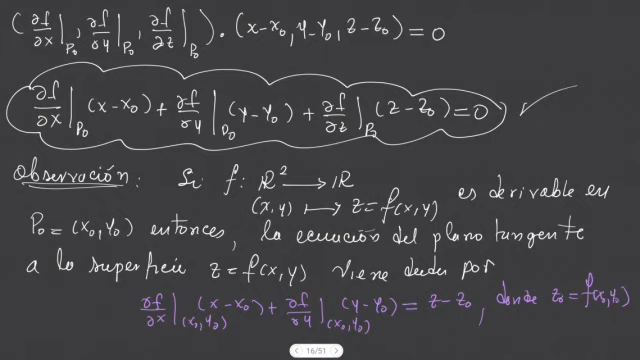 (∂f/∂x|_{P₀}, ∂f/∂y|_{P₀}, ∂f/∂z|_{P₀}) • (x-x₀, y-y₀, z-z₀) = 0
∂f/∂x|_{P₀} (x-x₀) + ∂f/∂y|_{P₀} (y-y₀) + ∂f/∂z|_{P₀} (z-z₀) = 0 ✓
Observación: Si f: ℝ² ⟶ ℝ
(x,y) ⟼ z = f(x,y) es derivable en
P₀ = (x₀,y₀) entonces, la ecuación del plano tangente
a la superficie z = f(x,y) viene dada por
∂f/∂x|_{(x₀,y₀)} (x-x₀) + ∂f/∂y|_{(x₀,y₀)} (y-y₀) = z-z₀, donde z₀ = f(x₀,y₀)
16/51